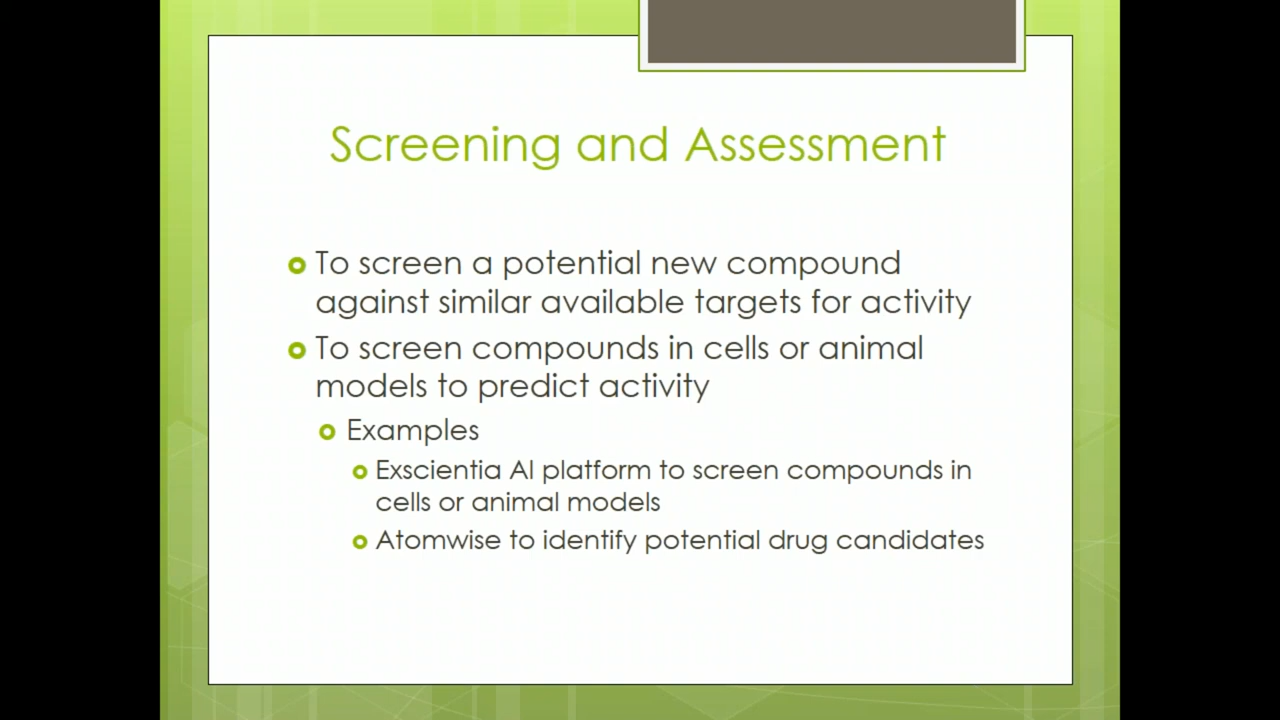 Screening and Assessment
To screen a potential new compound
against similar available targets for activity
To screen compounds in cells or animal
models to predict activity
Examples
Exscientia AI platform to screen compounds in
cells or animal models
Atomwise to identify potential drug candidates